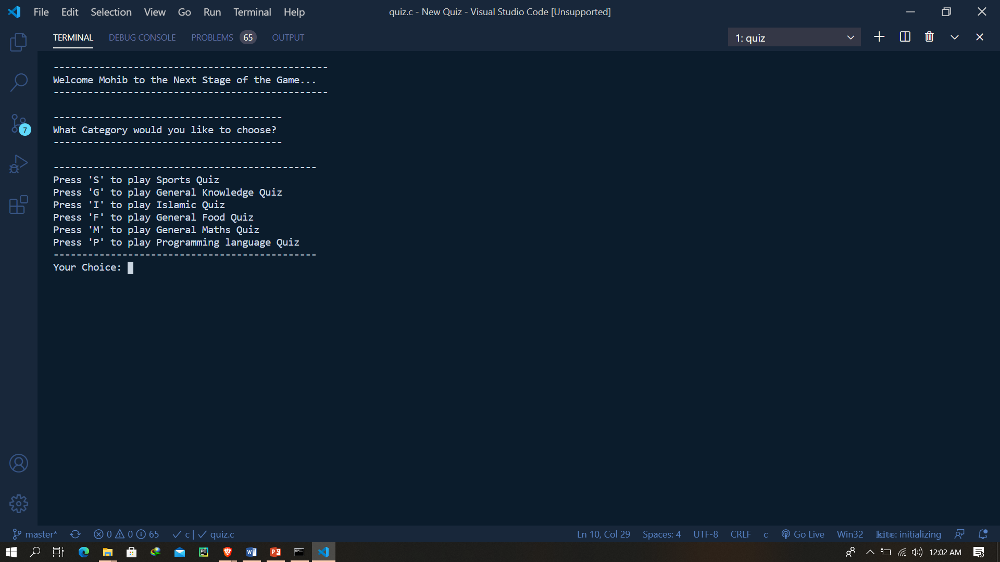 File Edit Selection View Go Run Terminal Help quiz.c - New Quiz - Visual Studio Code [Unsupported]
TERMINAL DEBUG CONSOLE PROBLEMS 65 OUTPUT 1: quiz
------------------------------------------------
Welcome Mohib to the Next Stage of the Game...
------------------------------------------------
----------------------------------------
What Category would you like to choose?
----------------------------------------
----------------------------------------------
Press 'S' to play Sports Quiz
Press 'G' to play General Knowledge Quiz
Press 'I' to play Islamic Quiz
Press 'F' to play General Food Quiz
Press 'M' to play General Maths Quiz
Press 'P' to play Programming language Quiz
----------------------------------------------
Your Choice:
7
master* 0 0 65 c | quiz.c Ln 10, Col 29 Spaces: 4 UTF-8 CRLF c Go Live Win32 kite: initializing
12:02 AM